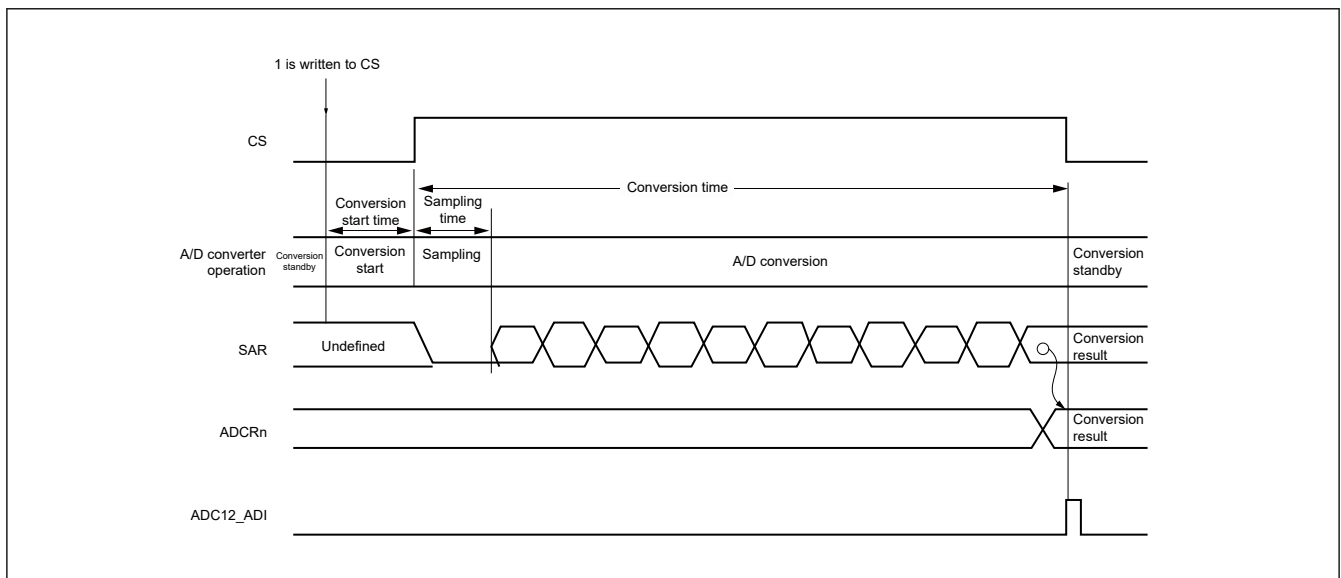 1 is written to CS
CS
Conversion time
Conversion
start time
Sampling
time
A/D converter
operation
Conversion
standby
Conversion
start
Sampling
A/D conversion
Conversion
standby
SAR
Undefined
Conversion
result
ADCRn
Conversion
result
ADC12_ADI